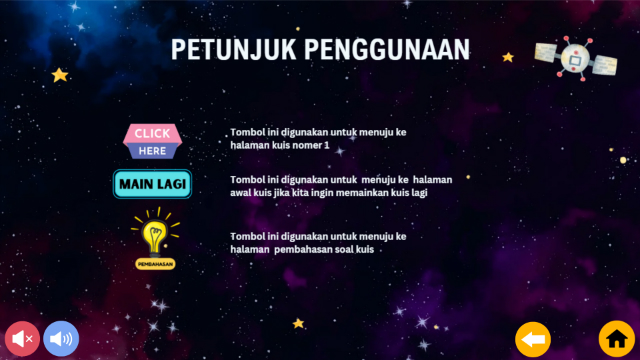 PETUNJUK PENGGUNAAN
CLICK
HERE
Tombol ini digunakan untuk menuju ke
halaman kuis nomer 1
MAIN LAGI
Tombol ini digunakan untuk menuju ke halaman
awal kuis jika kita ingin memainkan kuis lagi
PEMBAHASAN
Tombol ini digunakan untuk menuju ke
halaman pembahasan soal kuis